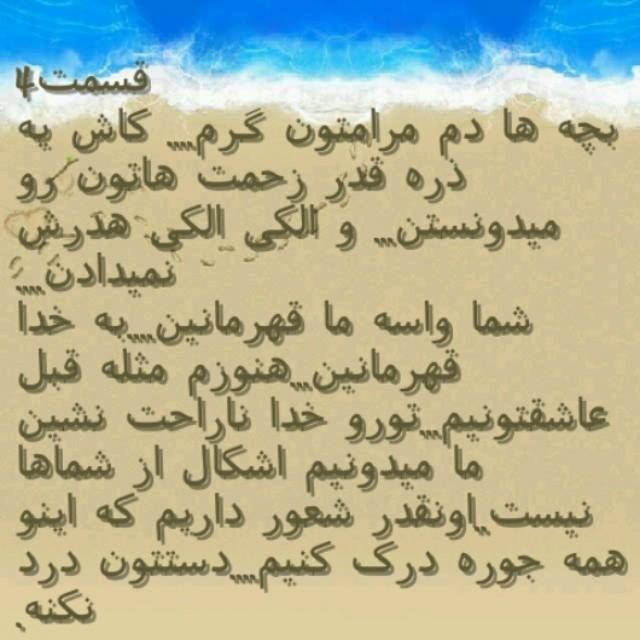 قسمت4
بچه ها دم مرامتون گرم,,,, کاش یه
ذره قدر زحمت هاتون رو
میدونستن,,, و الکی الکی هدرش
نمیدادن,,,,
شما واسه ما قهرمانین,,,,به خدا
قهرمانین,,,هنوزم مثله قبل
عاشقتونیم,,,تورو خدا ناراحت نشین
ما میدونیم اشکال از شماها
نیست,,اونقدر شعور داریم که اینو
همه جوره درک کنیم,,,,دستتون درد
نکنه,